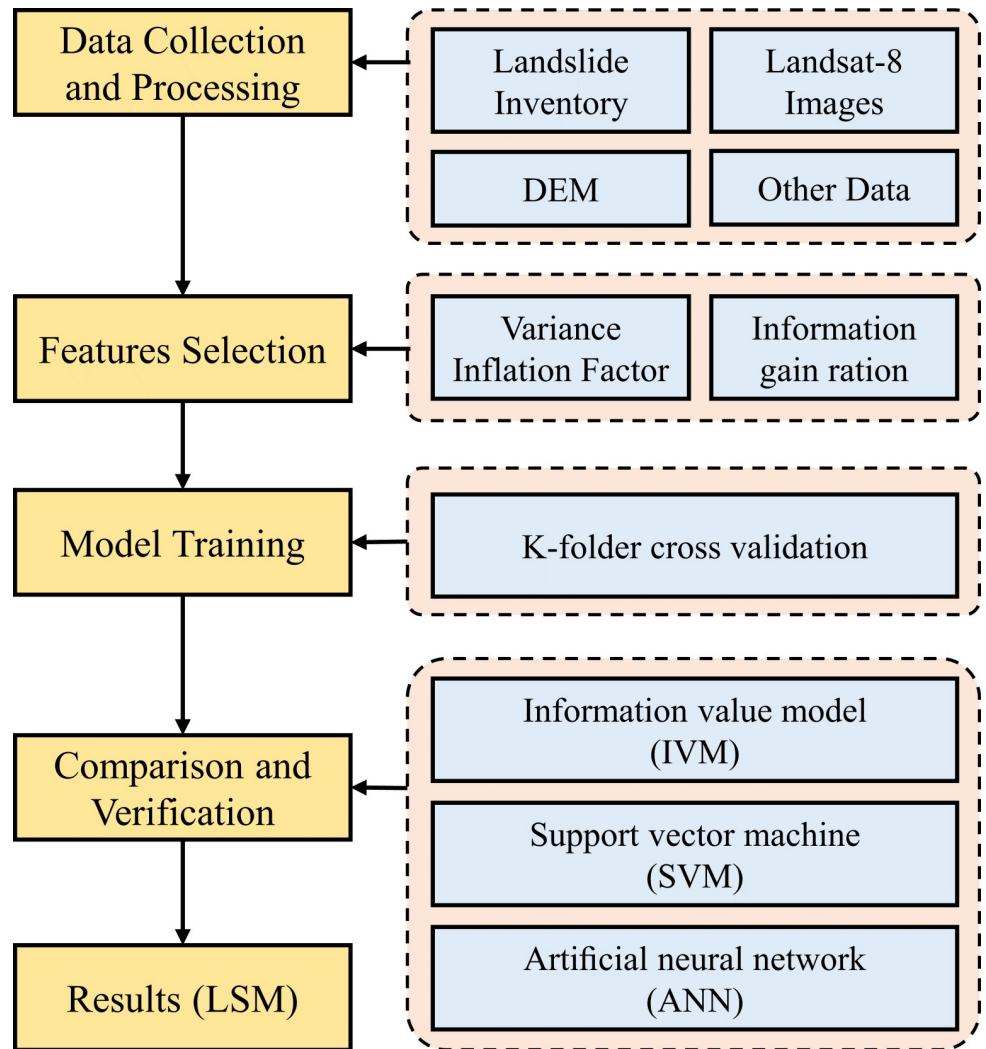 Data Collection
and Processing
Landslide
Inventory
Landsat-8
Images
DEM
Other Data
Features Selection
Variance
Inflation Factor
Information
gain ration
Model Training
K-folder cross validation
Comparison and
Verification
Information value model
(IVM)
Support vector machine
(SVM)
Artificial neural network
(ANN)
Results (LSM)